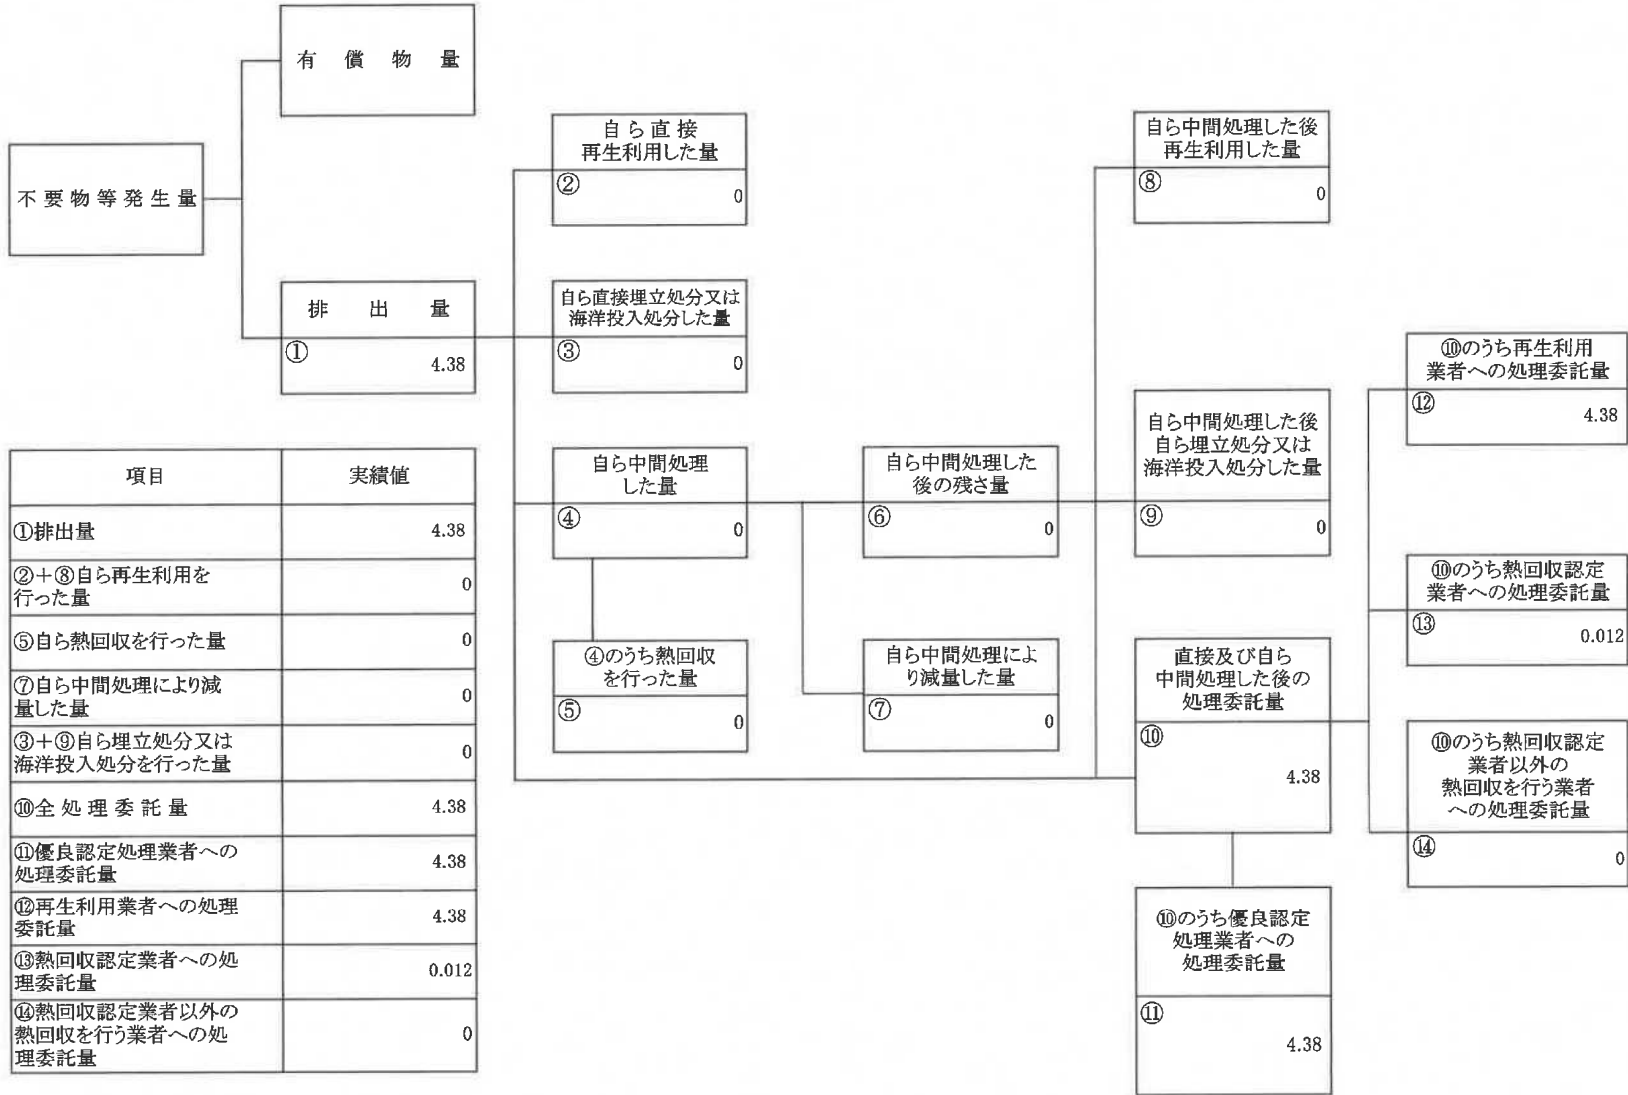 有償物量
不要物等発生量
排出量
①
4.38
自ら直接
再生利用した量
②
0
自ら直接埋立処分又は
海洋投入処分した量
③
0
自ら中間処理
した量
④
0
④のうち熱回収
を行った量
⑤
0
自ら中間処理した
後の残さ量
⑥
0
自ら中間処理によ
り減量した量
⑦
0
自ら中間処理した後
再生利用した量
⑧
0
自ら中間処理した後
自ら埋立処分又は
海洋投入処分した量
⑨
0
直接及び自ら
中間処理した後の
処理委託量
⑩
4.38
⑩のうち優良認定
処理業者への
処理委託量
⑪
4.38
⑩のうち再生利用
業者への処理委託量
⑫
4.38
⑩のうち熱回収認定
業者への処理委託量
⑬
0.012
⑩のうち熱回収認定
業者以外の
熱回収を行う業者
への処理委託量
⑭
0
項目 実績値
①排出量 4.38
②＋⑧自ら再生利用を
行った量 0
⑤自ら熱回収を行った量 0
⑦自ら中間処理により減
量した量 0
③＋⑨自ら埋立処分又は
海洋投入処分を行った量 0
⑩全処理委託量 4.38
⑪優良認定処理業者への
処理委託量 4.38
⑫再生利用業者への処理
委託量 4.38
⑬熱回収認定業者への処
理委託量 0.012
⑭熱回収認定業者以外の
熱回収を行う業者への処
理委託量 0